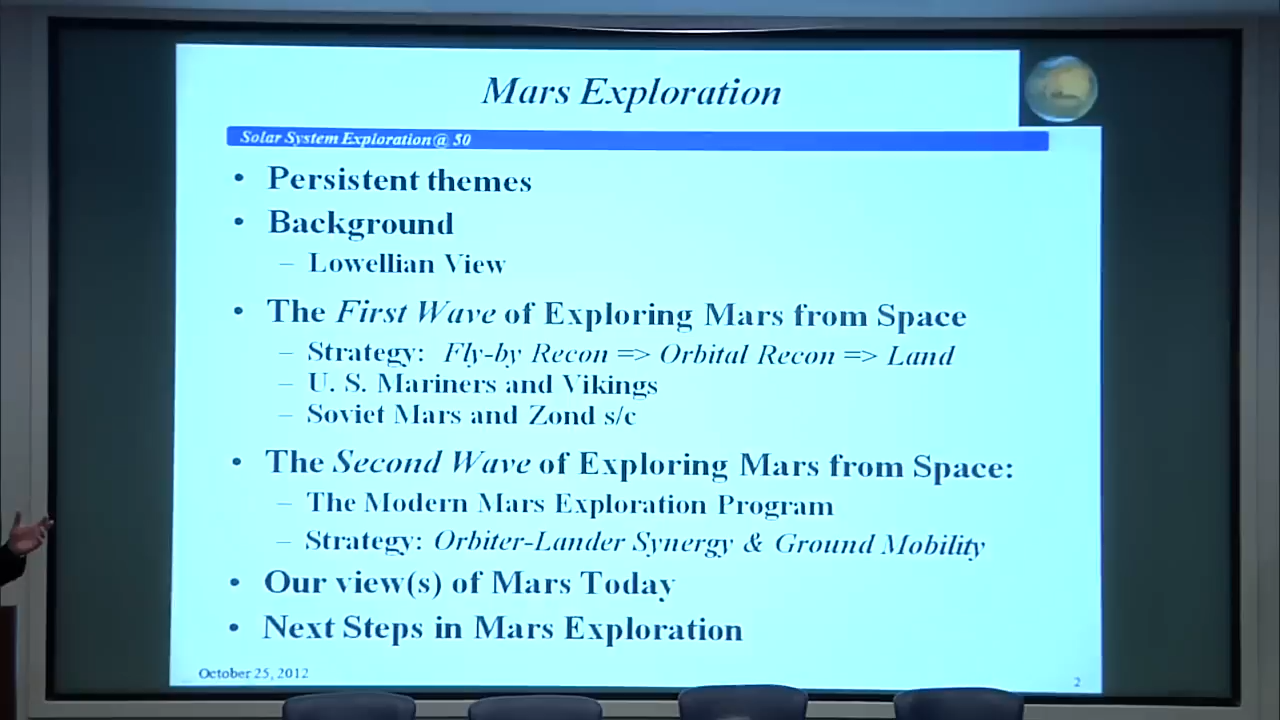 Mars Exploration
Solar System Exploration@ 50
• Persistent themes
• Background
– Lowellian View
• The First Wave of Exploring Mars from Space
– Strategy: Fly-by Recon => Orbital Recon => Land
– U. S. Mariners and Vikings
– Soviet Mars and Zond s/c
• The Second Wave of Exploring Mars from Space:
– The Modern Mars Exploration Program
– Strategy: Orbiter-Lander Synergy & Ground Mobility
• Our view(s) of Mars Today
• Next Steps in Mars Exploration
October 25, 2012
2